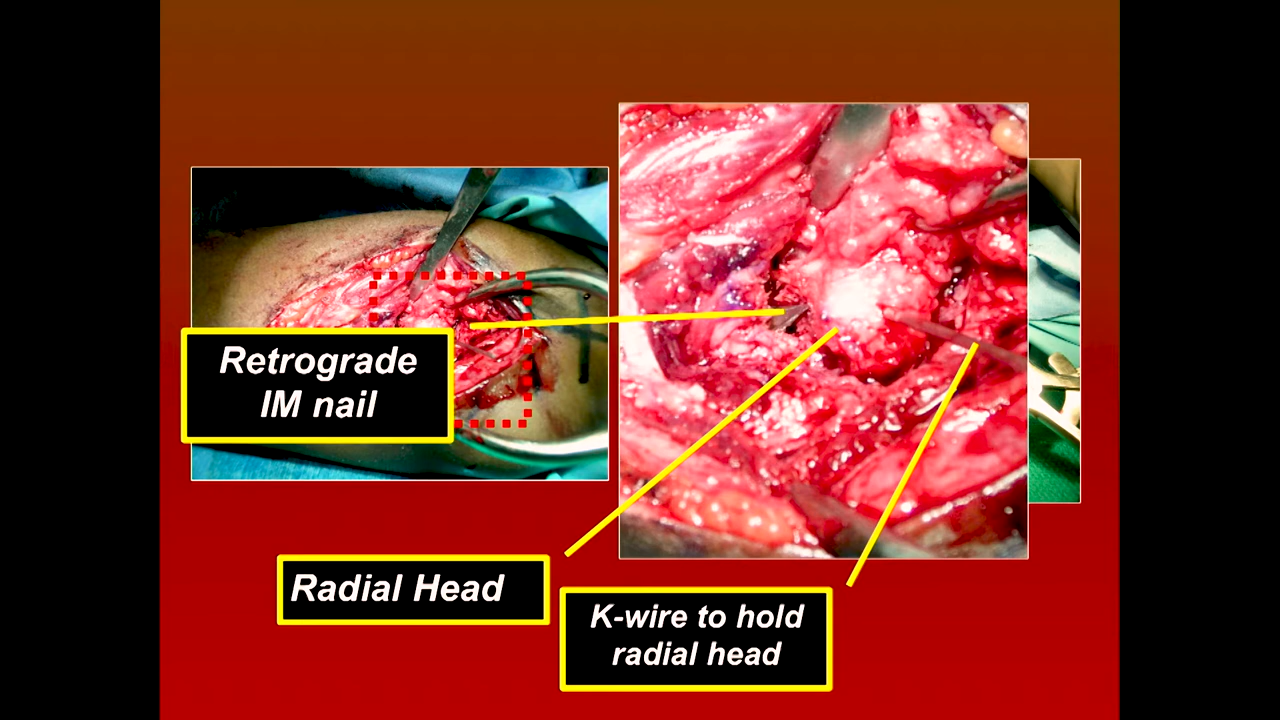 Retrograde
IM nail
Radial Head
K-wire to hold
radial head